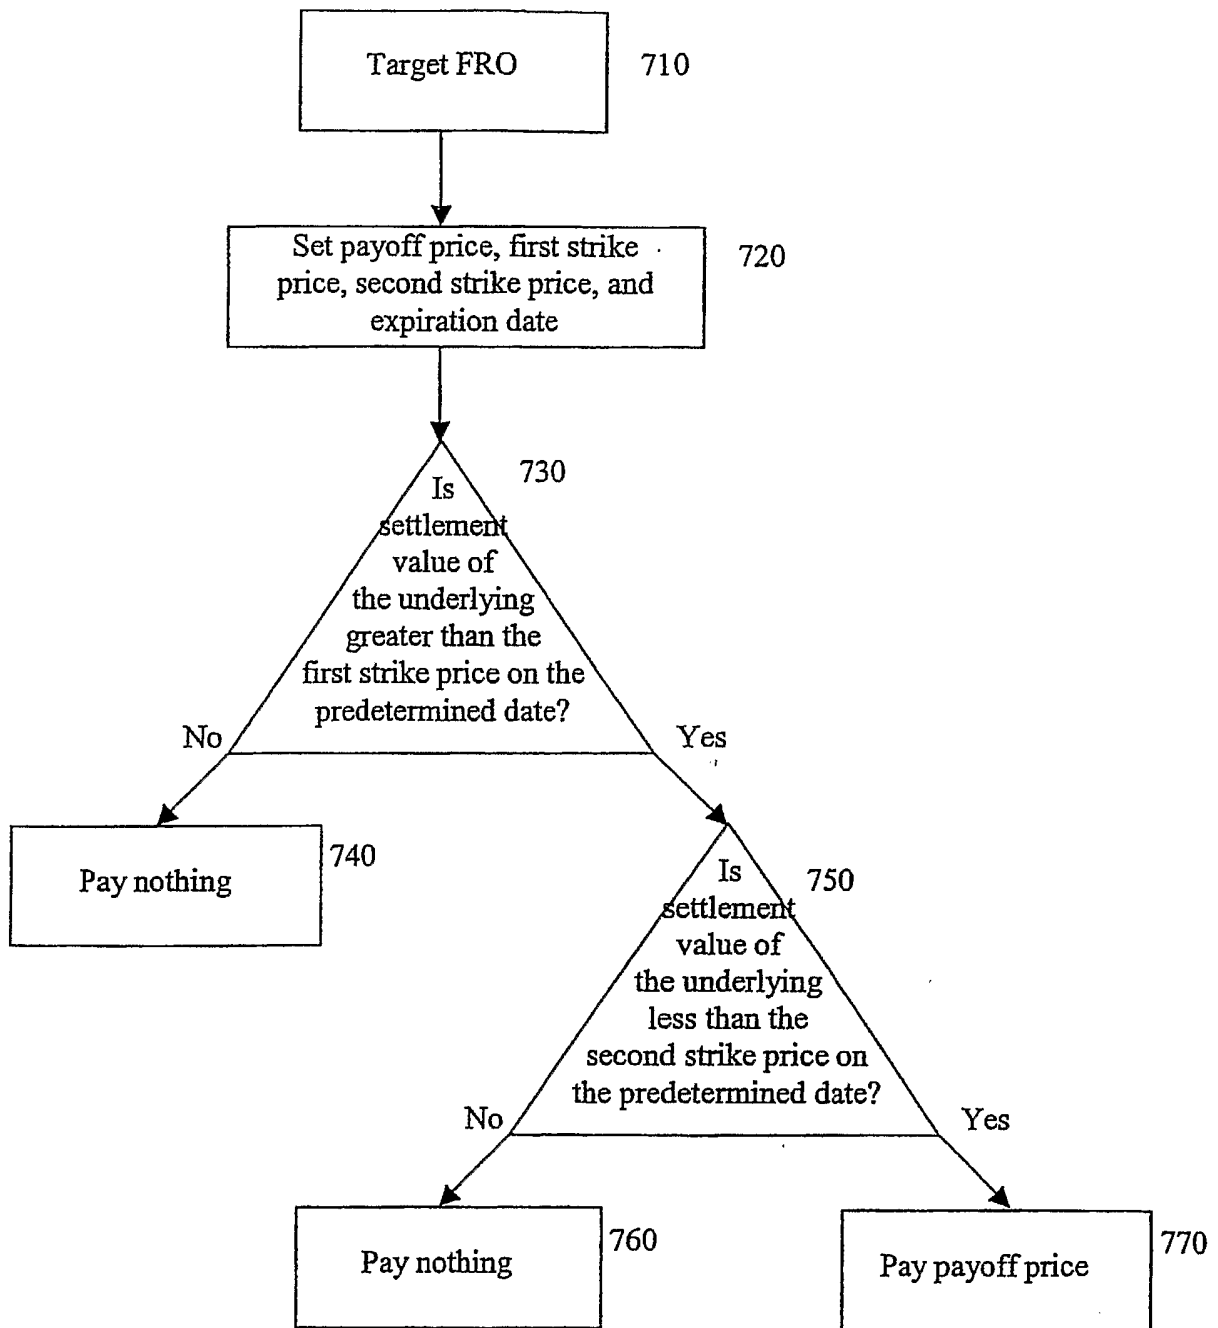 Target FRO
710
Set payoff price, first strike
price, second strike price, and
expiration date
720
730
Is
settlement
value of
the underlying
greater than the
first strike price on the
predetermined date?
No
Yes
Pay nothing
740
Is
settlement
value of
the underlying
less than the
second strike price on
the predetermined date?
750
No
Yes
Pay nothing
760
Pay payoff price
770